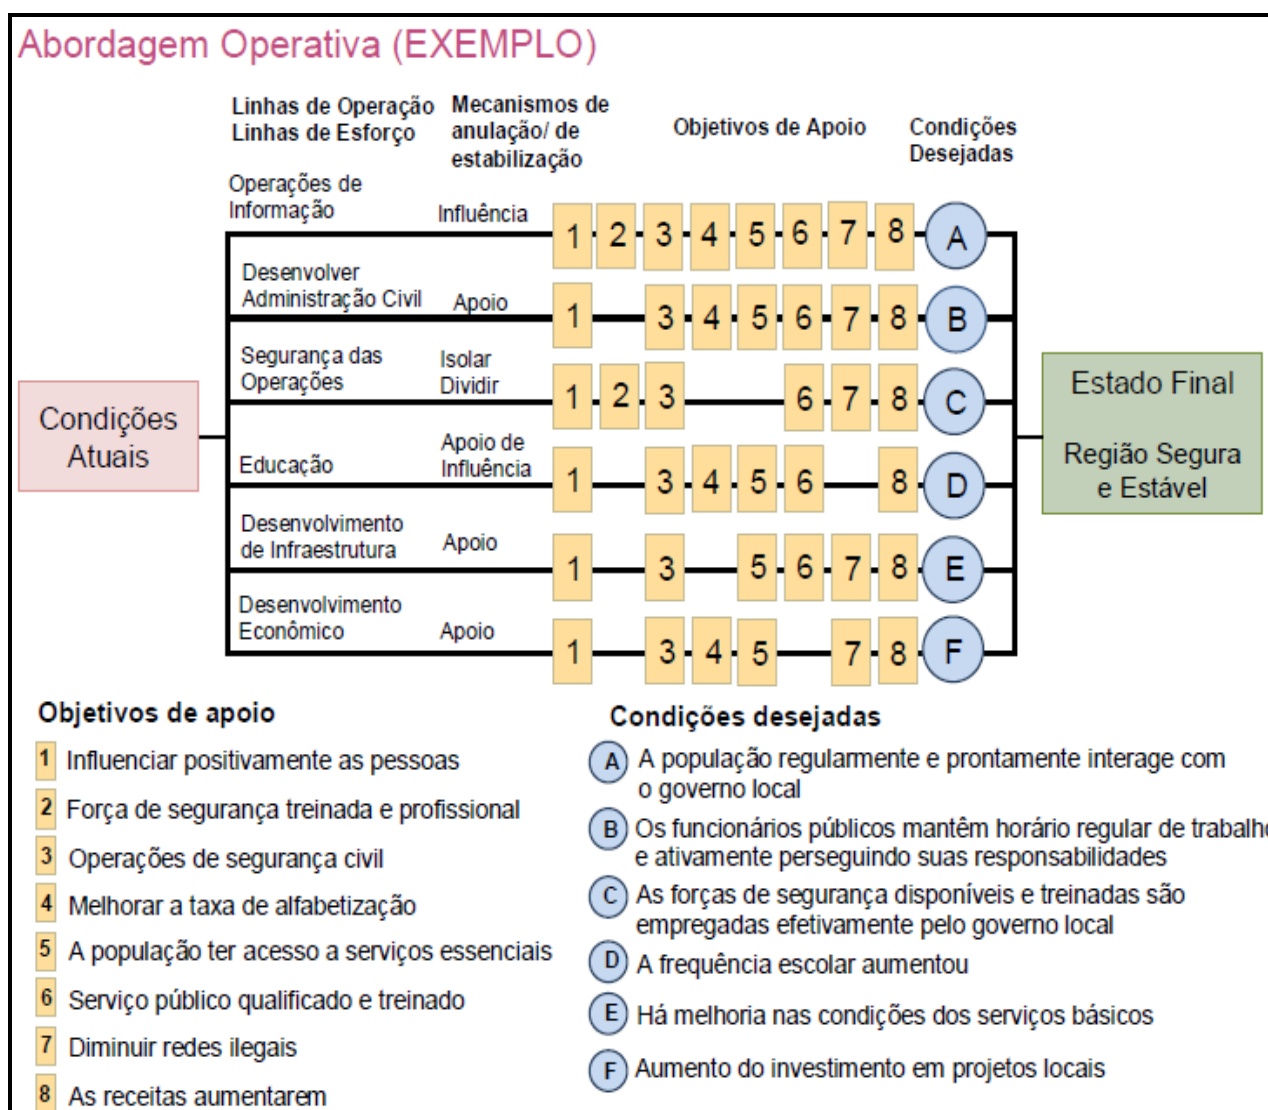 Abordagem Operativa (EXEMPLO)
Linhas de Operação
Linhas de Esforço
Mecanismos de
anulação/ de
estabilização
Objetivos de Apoio
Condições
Desejadas
Operações de
Informação
Influência
1 2 3 4 5 6 7 8 A
Desenvolver
Administração Civil
Apoio
1 3 4 5 6 7 8 B
Segurança das
Operações
Isolar
Dividir
1 2 3 6 7 8 C
Educação
Apoio de
Influência
1 3 4 5 6 8 D
Desenvolvimento
de Infraestrutura
Apoio
1 3 5 6 7 8 E
Desenvolvimento
Econômico
Apoio
1 3 4 5 7 8 F
Condições
Atuais
Estado Final
Região Segura
e Estável
Objetivos de apoio
1 Influenciar positivamente as pessoas
2 Força de segurança treinada e profissional
3 Operações de segurança civil
4 Melhorar a taxa de alfabetização
5 A população ter acesso a serviços essenciais
6 Serviço público qualificado e treinado
7 Diminuir redes ilegais
8 As receitas aumentarem
Condições desejadas
A A população regularmente e prontamente interage com
o governo local
B Os funcionários públicos mantêm horário regular de trabalho
e ativamente perseguindo suas responsabilidades
C As forças de segurança disponíveis e treinadas são
empregadas efetivamente pelo governo local
D A frequência escolar aumentou
E Há melhoria nas condições dos serviços básicos
F Aumento do investimento em projetos locais